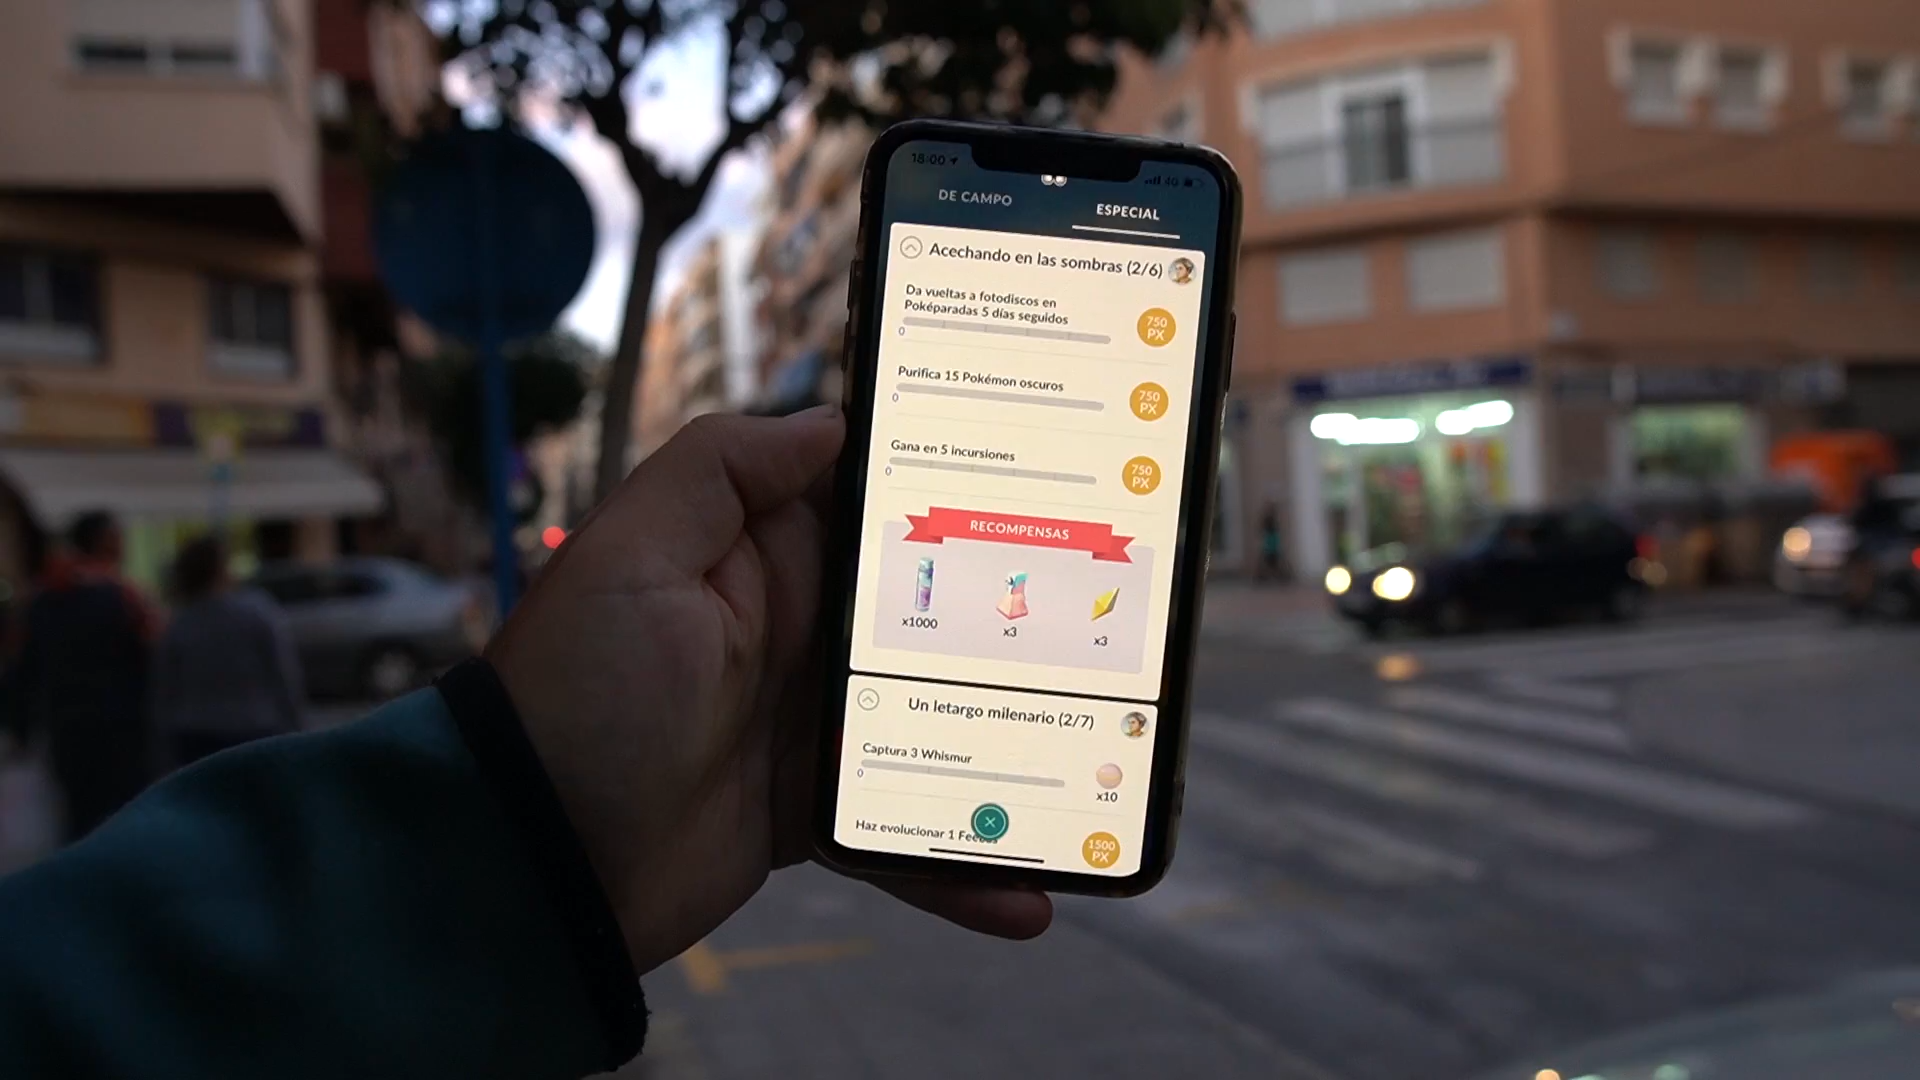 18:00
4G
DE CAMPO
ESPECIAL
Acechando en las sombras (2/6)
Da vueltas a fotodiscos en
Poképaradas 5 días seguidos
0
750
PX
Purifica 15 Pokémon oscuros
0
750
PX
Gana en 5 incursiones
0
750
PX
RECOMPENSAS
x1000
x3
x3
Un letargo milenario (2/7)
Captura 3 Whismur
0
x10
Haz evolucionar 1
1500
PX